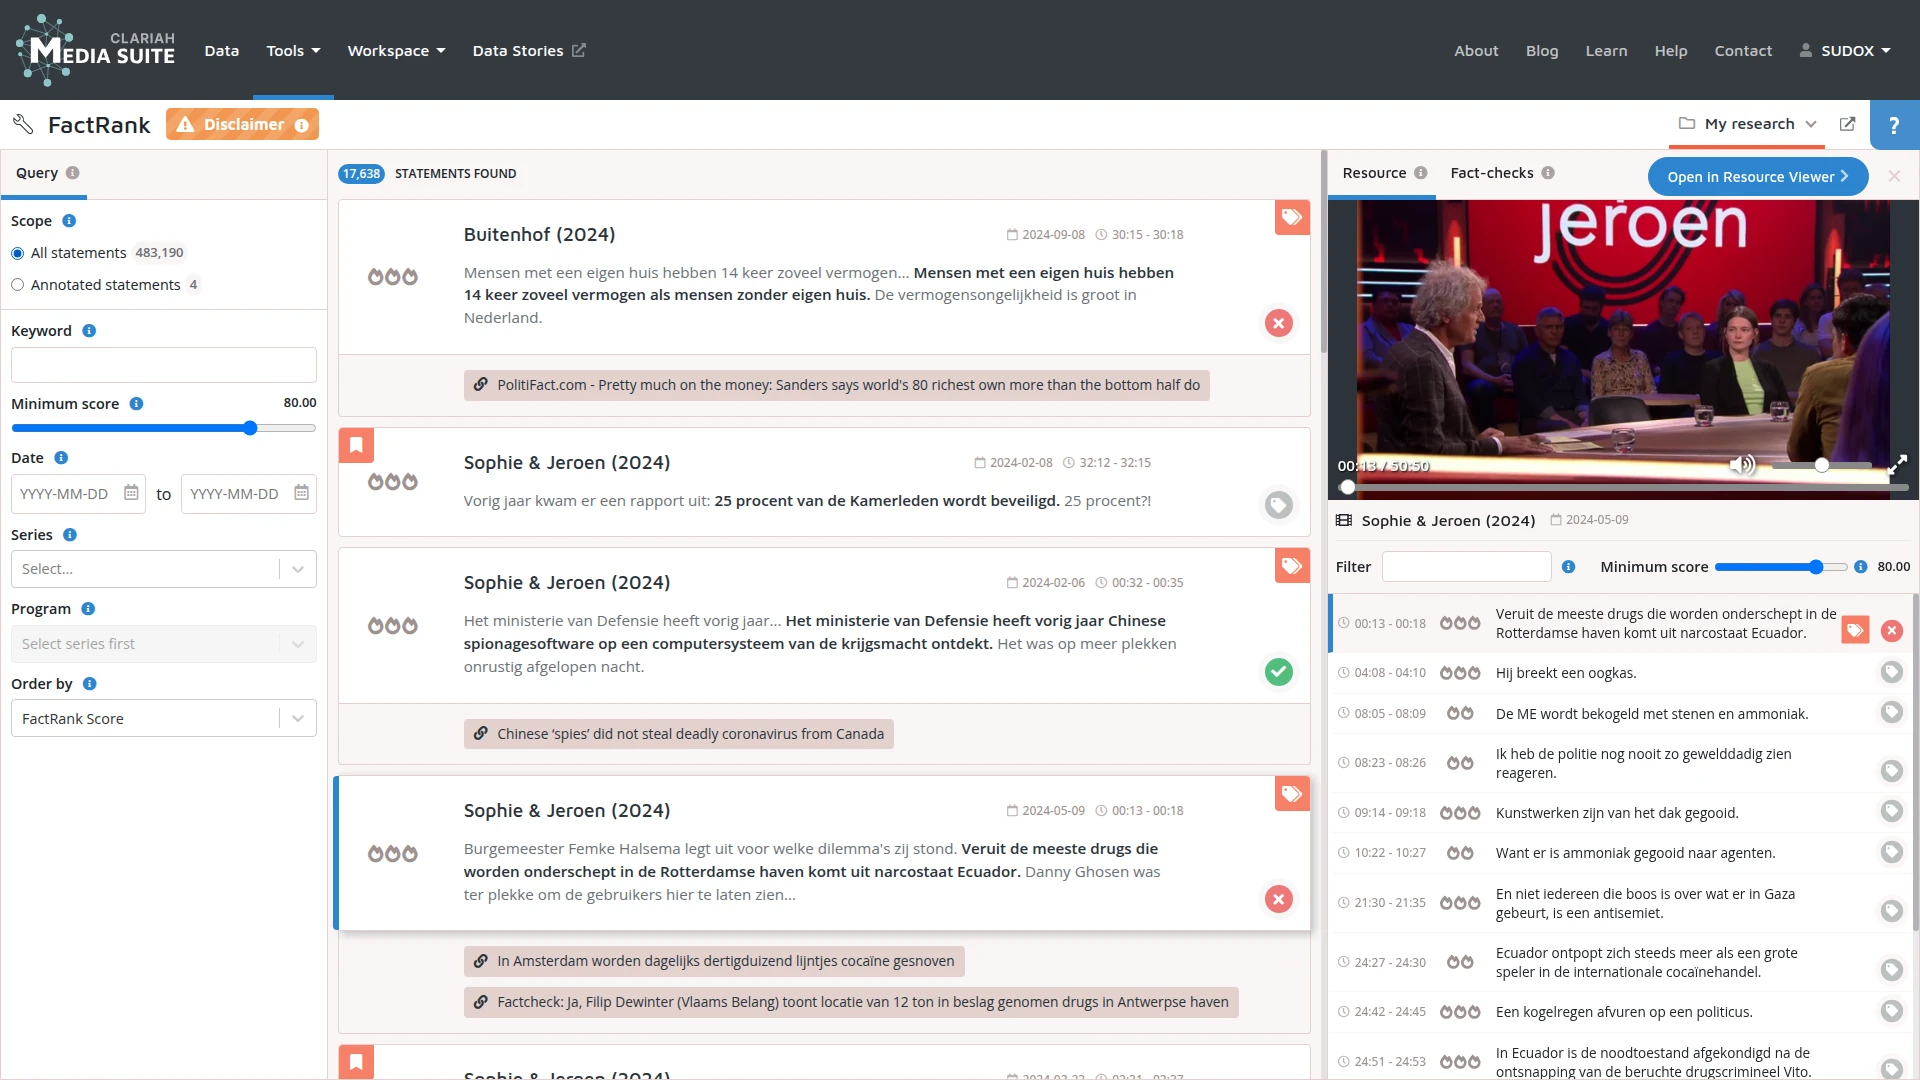 CLARIAH
MEDIA SUITE
Data
Tools
Workspace
Data Stories
About
Blog
Learn
Help
Contact
SUDOX
FactRank
Disclaimer
My research
?
Query
Scope
All statements 483,190
Annotated statements 4
Keyword
Minimum score 80.00
Date
YYYY-MM-DD to YYYY-MM-DD
Series
Select...
Program
Select series first
Order by
FactRank Score
17,638 STATEMENTS FOUND
Buitenhof (2024) 2024-09-08 30:15 - 30:18
Mensen met een eigen huis hebben 14 keer zoveel vermogen... Mensen met een eigen huis hebben
14 keer zoveel vermogen als mensen zonder eigen huis. De vermogensongelijkheid is groot in
Nederland.
PolitiFact.com - Pretty much on the money: Sanders says world's 80 richest own more than the bottom half do
Sophie & Jeroen (2024) 2024-02-08 32:12 - 32:15
Vorig jaar kwam er een rapport uit: 25 procent van de Kamerleden wordt beveiligd. 25 procent?!
Sophie & Jeroen (2024) 2024-02-06 00:32 - 00:35
Het ministerie van Defensie heeft vorig jaar... Het ministerie van Defensie heeft vorig jaar Chinese
spionagesoftware op een computersysteem van de krijgsmacht ontdekt. Het was op meer plekken
onrustig afgelopen nacht.
Chinese ‘spies’ did not steal deadly coronavirus from Canada
Sophie & Jeroen (2024) 2024-05-09 00:13 - 00:18
Burgemeester Femke Halsema legt uit voor welke dilemma's zij stond. Veruit de meeste drugs die
worden onderschept in de Rotterdamse haven komt uit narcostaat Ecuador. Danny Ghosen was
ter plekke om de gebruikers hier te laten zien...
In Amsterdam worden dagelijks dertigduizend lijntjes cocaïne gesnoven
Factcheck: Ja, Filip Dewinter (Vlaams Belang) toont locatie van 12 ton in beslag genomen drugs in Antwerpse haven
Resource
Fact-checks
Open in Resource Viewer
jeroen
00:13 / 50:50
Sophie & Jeroen (2024) 2024-05-09
Filter
Minimum score 80.00
00:13 - 00:18 Veruit de meeste drugs die worden onderschept in de
Rotterdamse haven komt uit narcostaat Ecuador.
04:08 - 04:10 Hij breekt een oogkas.
08:05 - 08:09 De ME wordt bekogeld met stenen en ammoniak.
08:23 - 08:26 Ik heb de politie nog nooit zo gewelddadig zien
reageren.
09:14 - 09:18 Kunstwerken zijn van het dak gegooid.
10:22 - 10:27 Want er is ammoniak gegooid naar agenten.
21:30 - 21:35 En niet iedereen die boos is over wat er in Gaza
gebeurt, is een antisemiet.
24:27 - 24:30 Ecuador ontpopt zich steeds meer als een grote
speler in de internationale cocaïnehandel.
24:42 - 24:45 Een kogelregen afvuren op een politicus.
24:51 - 24:53 In Ecuador is de noodtoestand afgekondigd na de
ontsnapping van de beruchte drugscrimineel Vito.